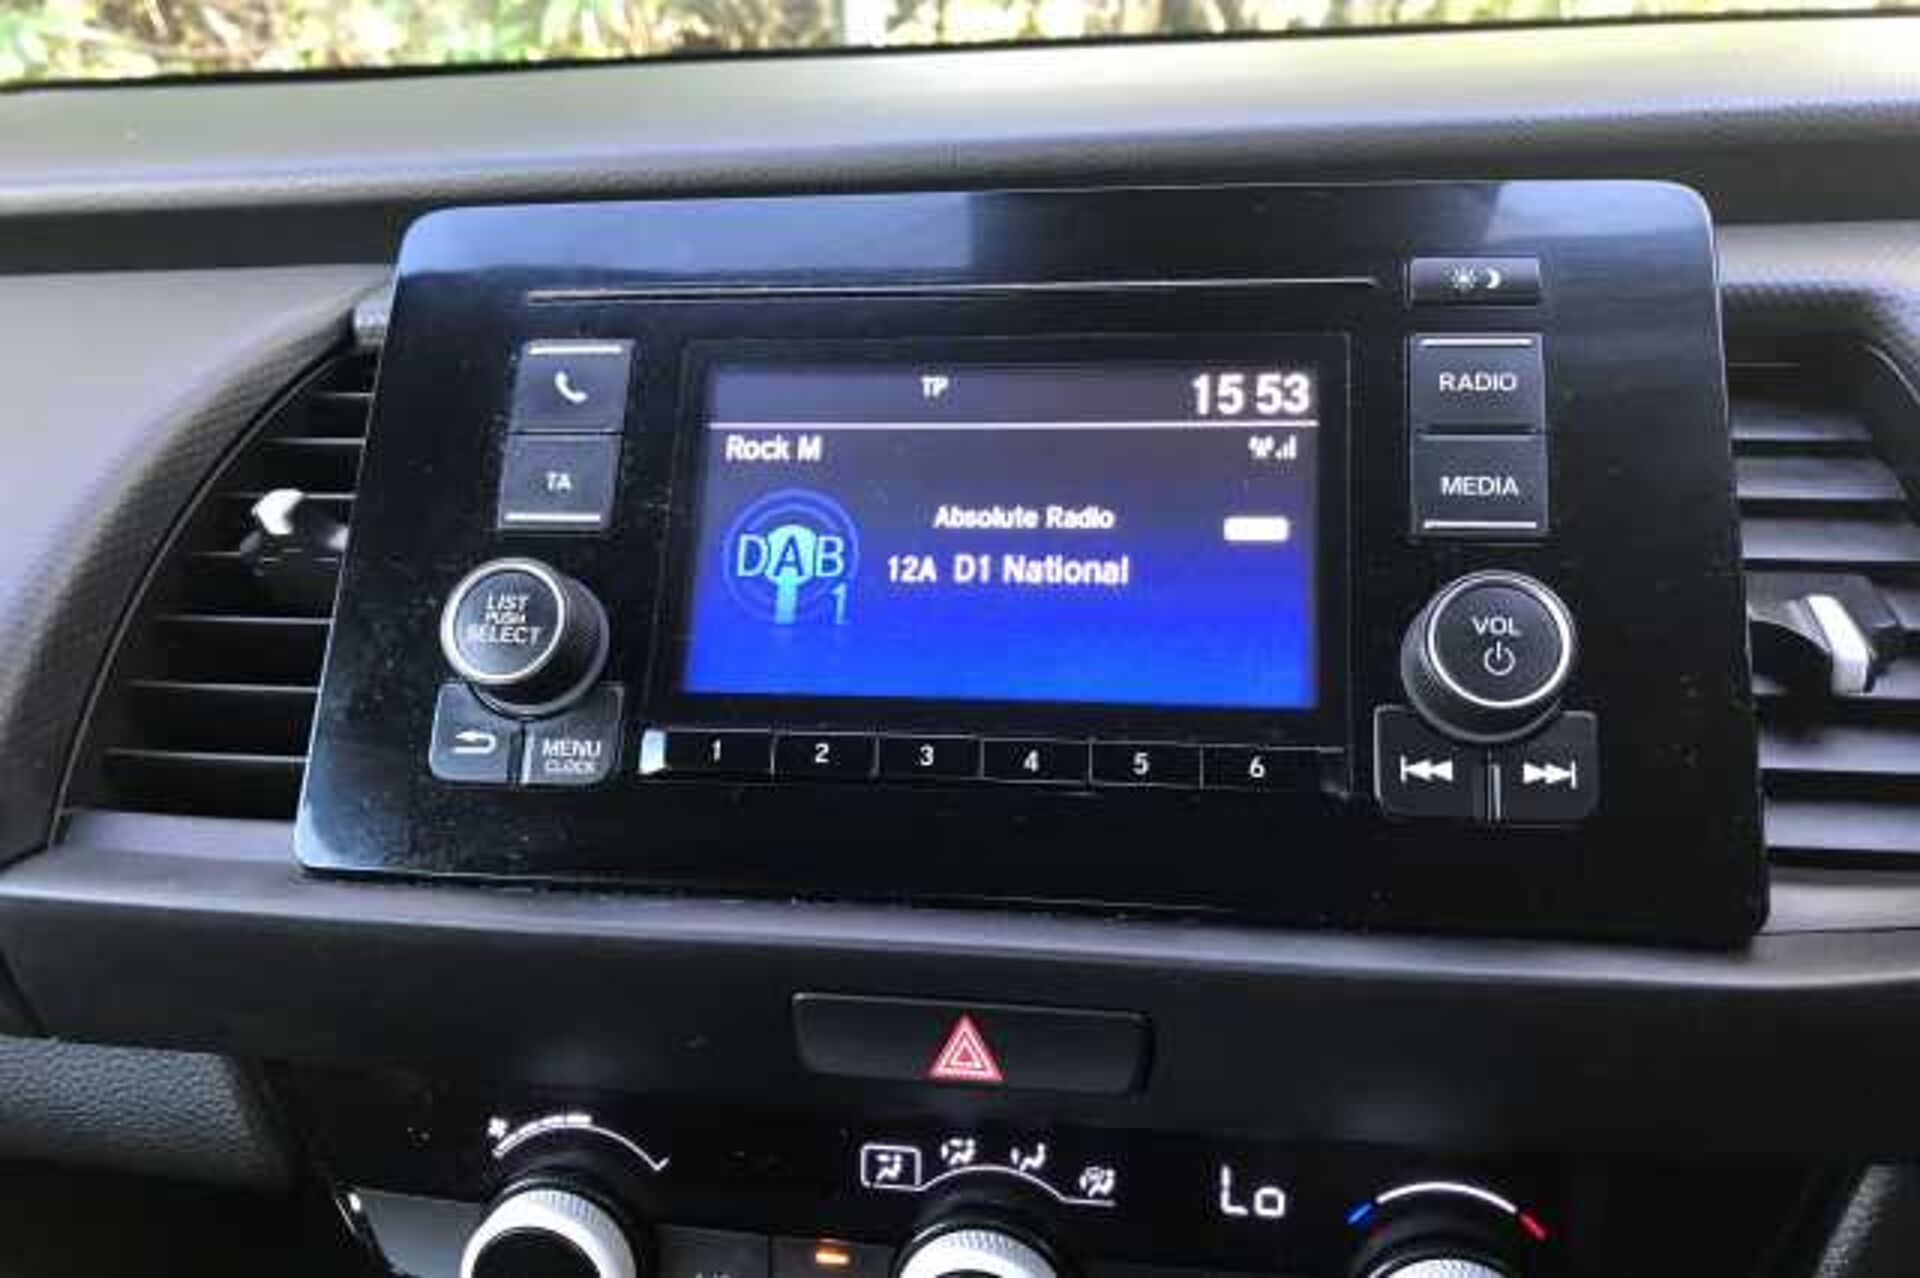 TP 15 53
Rock M
Absolute Radio
DAB 1
12A D1 National
TA
LIST
PUSH
SELECT
MENU
CLOCK
1 2 3 4 5 6
RADIO
MEDIA
VOL
Lo